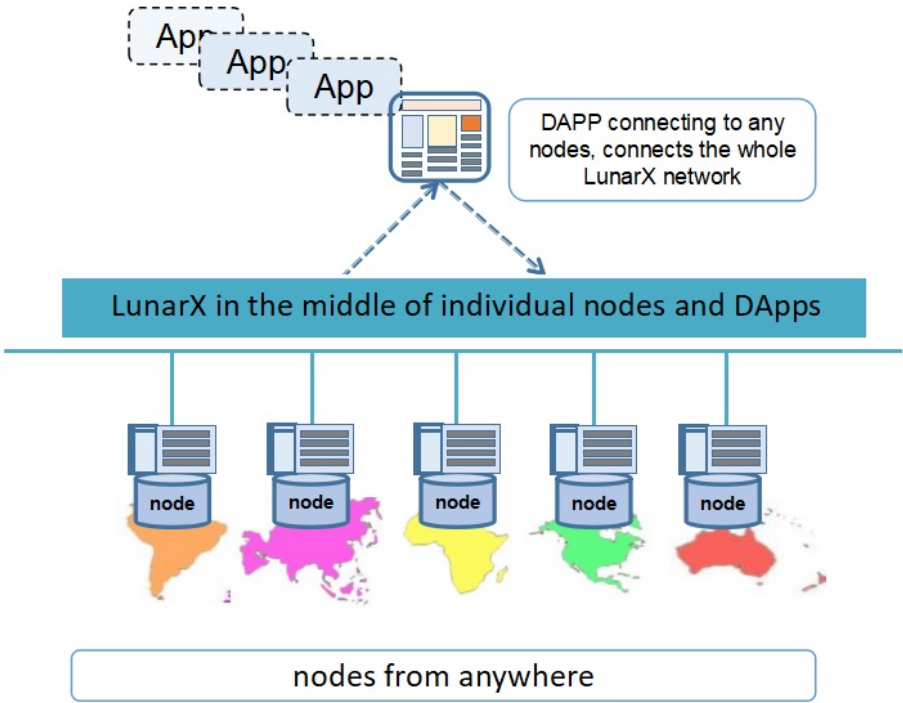 App
App
App
DAPP connecting to any
nodes, connects the whole
LunarX network
LunarX in the middle of individual nodes and DApps
node
node
node
node
node
nodes from anywhere